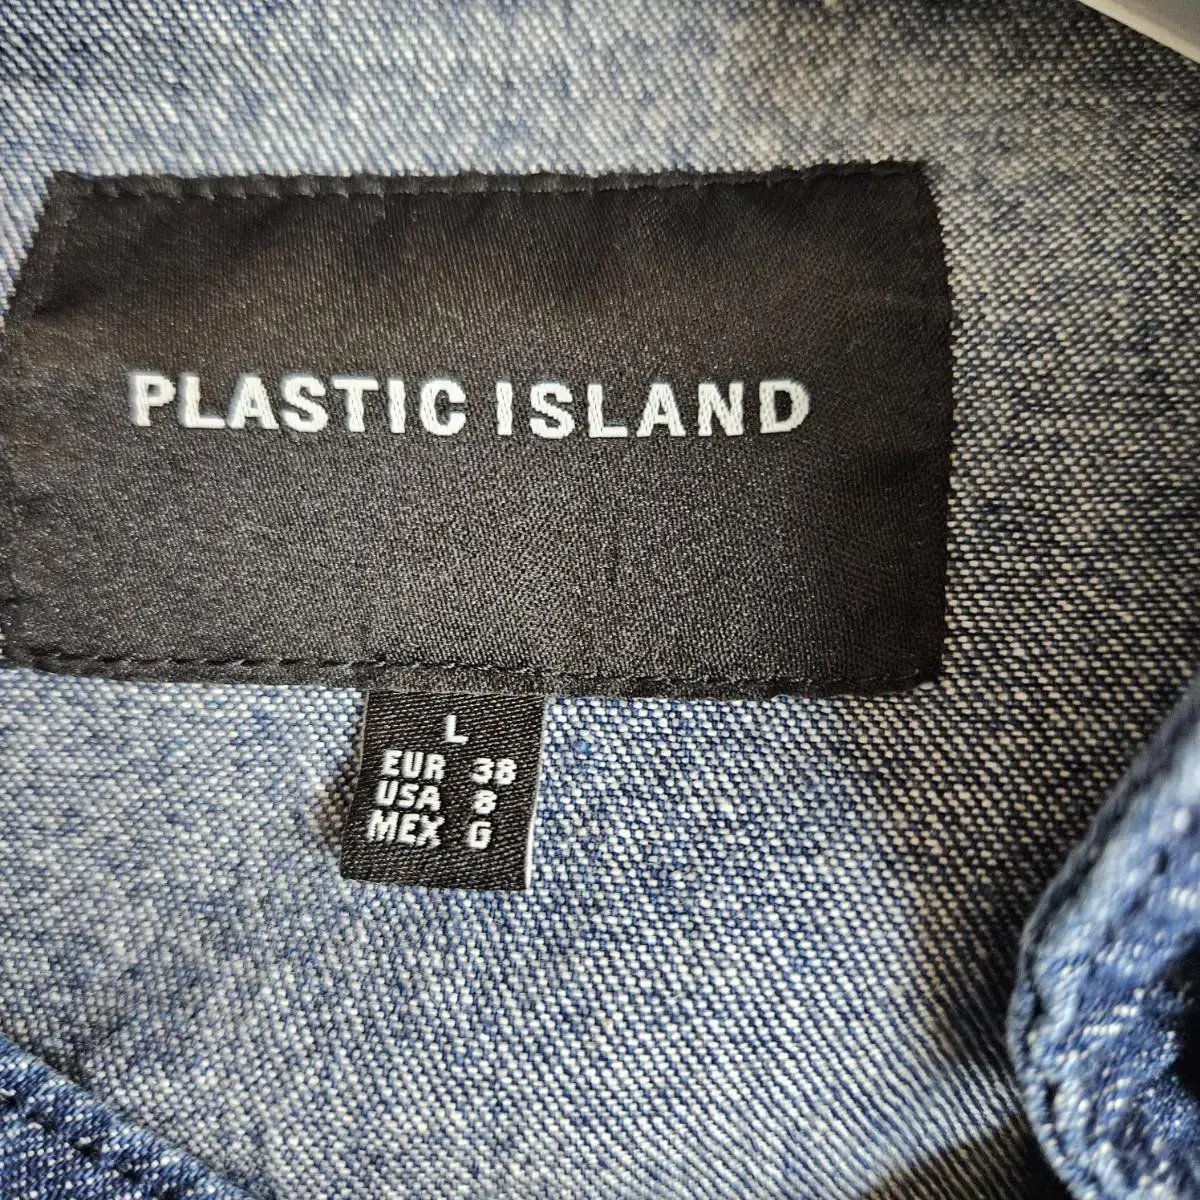 PLASTIC ISLAND
L
EUR 38
USA 8
MEX G